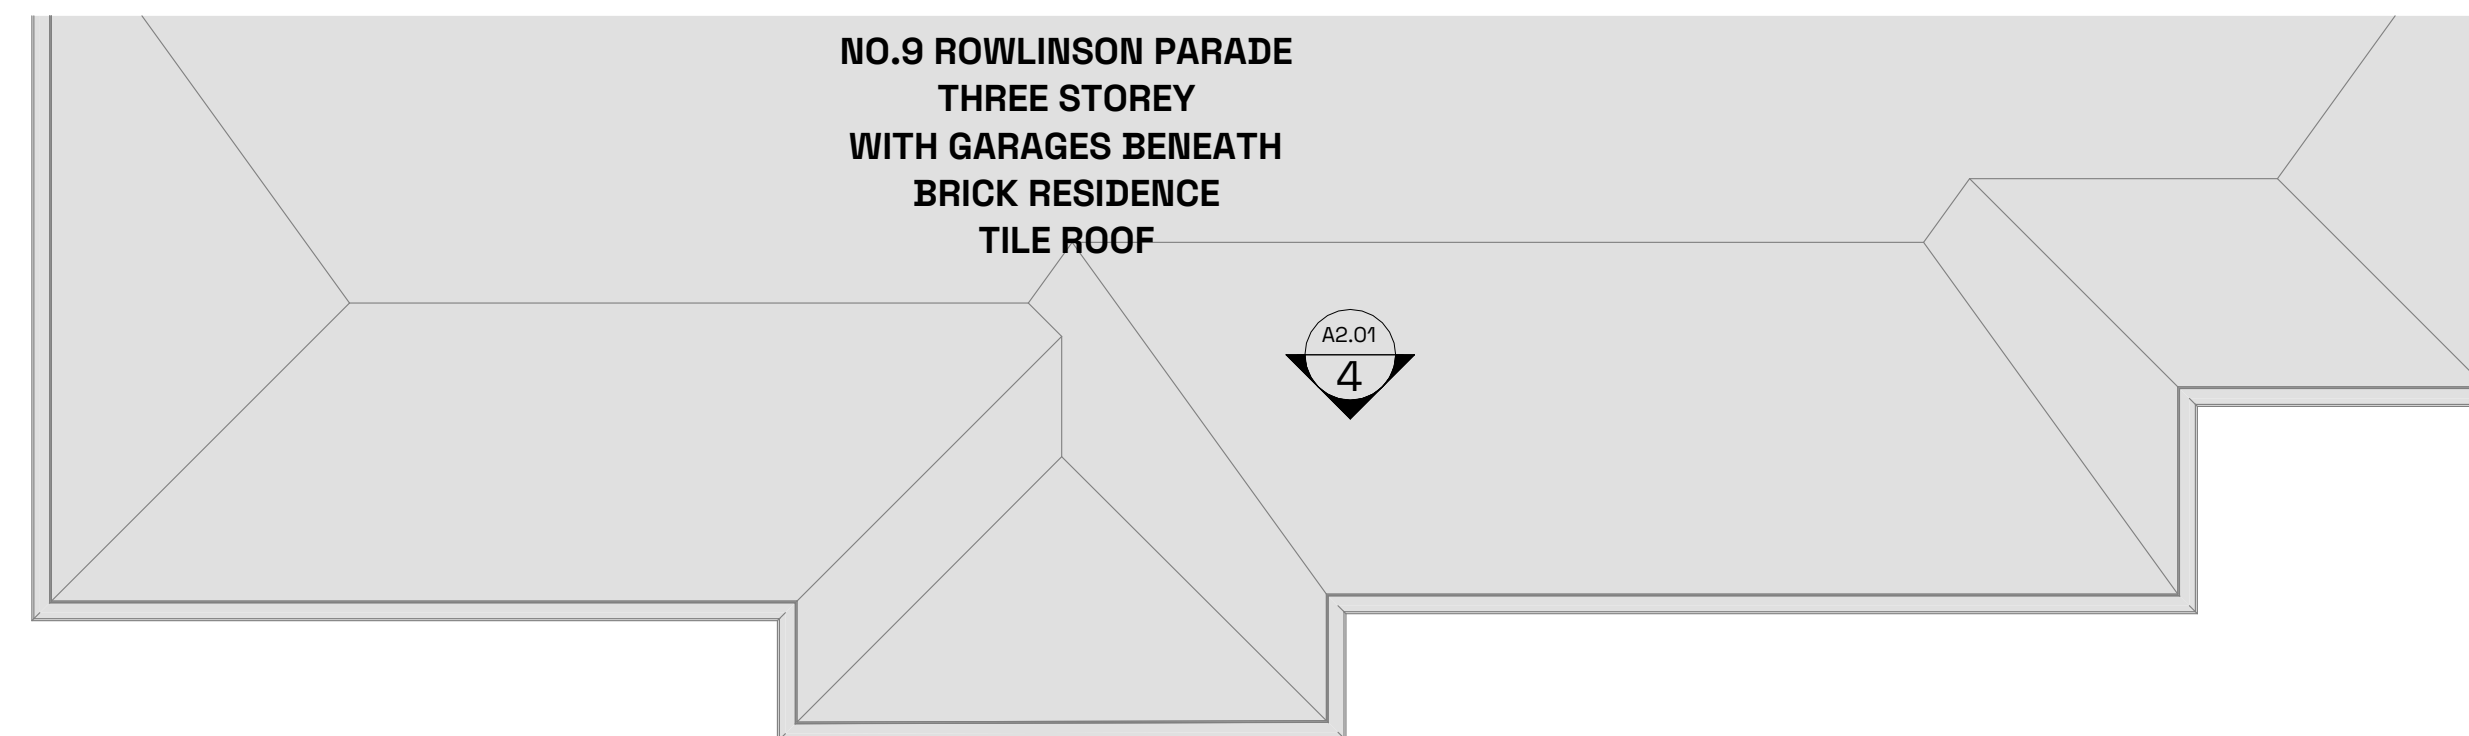 NO.9 ROWLINSON PARADE
THREE STOREY
WITH GARAGES BENEATH
BRICK RESIDENCE
TILE ROOF
A2.01
4